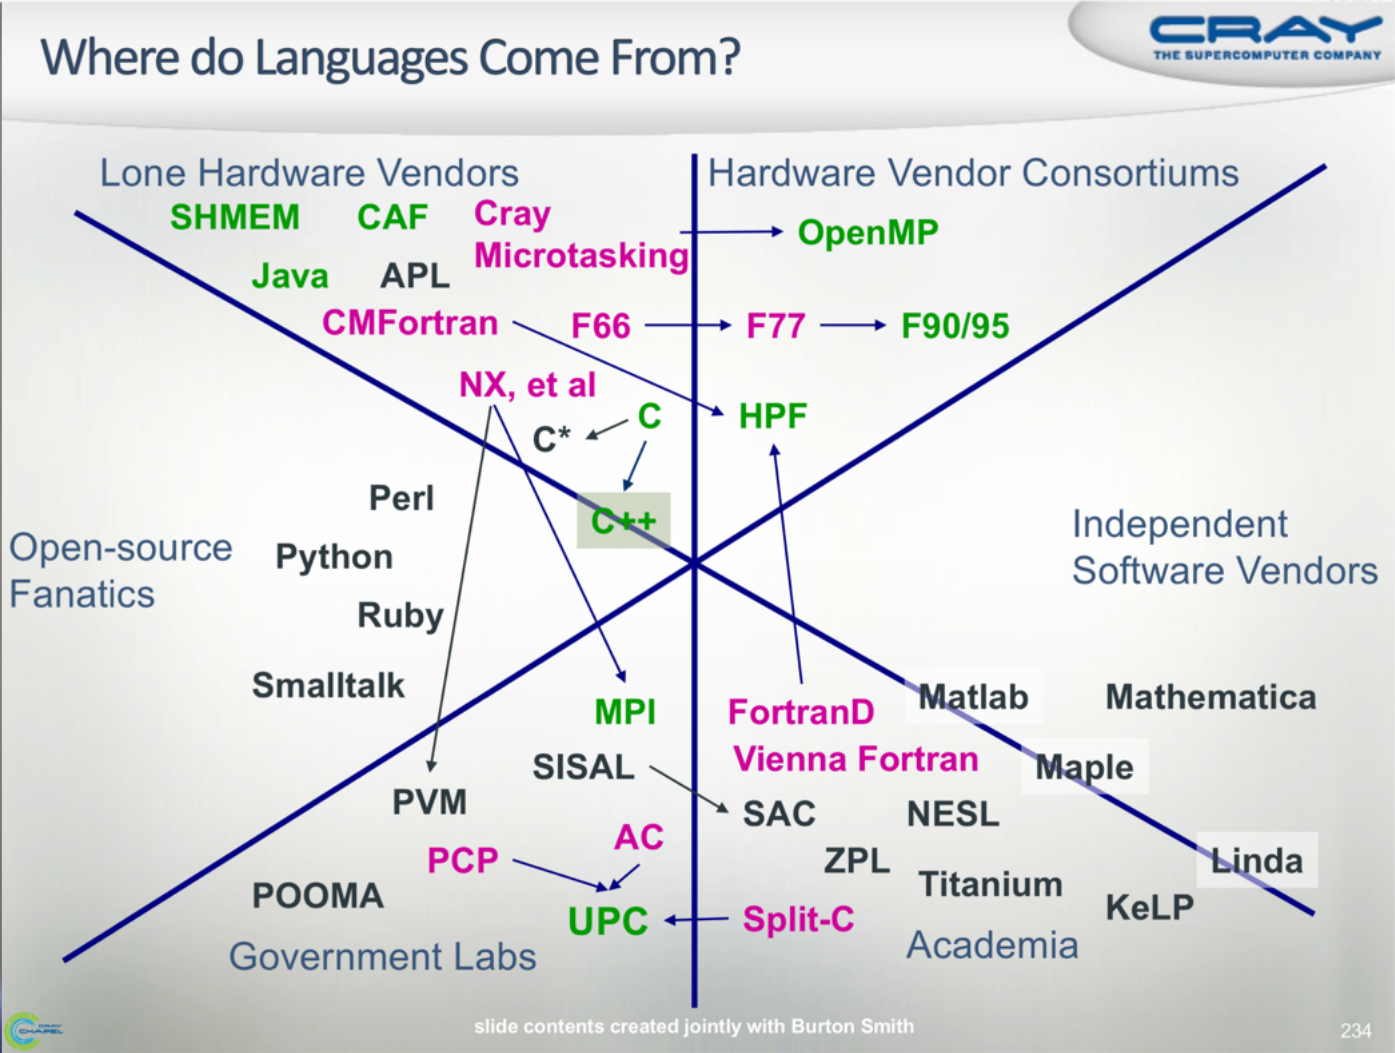 Where do Languages Come From?
CRAY
THE SUPERCOMPUTER COMPANY
Lone Hardware Vendors
Hardware Vendor Consortiums
SHMEM
CAF
Cray
Microtasking
OpenMP
Java
APL
CMFortran
F66
F77
F90/95
NX, et al
C
HPF
C*
Perl
C++
Open-source
Fanatics
Python
Ruby
Smalltalk
Independent
Software Vendors
MPI
FortranD
Matlab
Mathematica
SISAL
Vienna Fortran
Maple
PVM
SAC
NESL
AC
PCP
ZPL
Linda
POOMA
Titanium
KeLP
UPC
Split-C
Government Labs
Academia
CRAY
CHAPEL
slide contents created jointly with Burton Smith
234